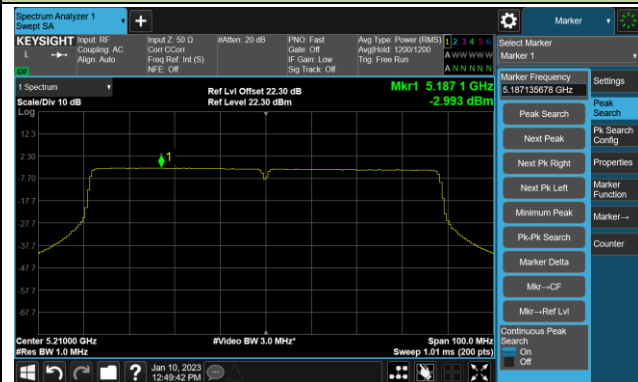 Spectrum Analyzer 1
Swept SA
Marker
KEYSIGHT
L
Input: RF
Coupling: AC
Align: Auto
Input Z: 50 Ω
Corr CCorr
Freq Ref: Int (S)
NFE: Off
#Atten: 20 dB
PNO: Fast
Gate: Off
IF Gain: Low
Sig Track: Off
Avg Type: Power (RMS)
Avg|Hold: 1200/1200
Trig: Free Run
1 2 3 4 5 6
A W W W W W
A N N N N N
Select Marker
Marker 1
1 Spectrum
Scale/Div 10 dB
Log
Ref Lvl Offset 22.30 dB
Ref Level 22.30 dBm
Mkr1 5.187 1 GHz
-2.993 dBm
12.3
2.30
-7.70
-17.7
-27.7
-37.7
-47.7
-57.7
-67.7
1
Center 5.21000 GHz
#Res BW 1.0 MHz
#Video BW 3.0 MHz*
Span 100.0 MHz
Sweep 1.01 ms (200 pts)
Marker Frequency
5.187135678 GHz
Peak Search
Next Peak
Next Pk Right
Next Pk Left
Minimum Peak
Pk-Pk Search
Marker Delta
Mkr→CF
Mkr→Ref Lvl
Continuous Peak
Search
On
Off
Settings
Peak
Search
Pk Search
Config
Properties
Marker
Function
Marker→
Counter
Jan 10, 2023
12:49:42 PM